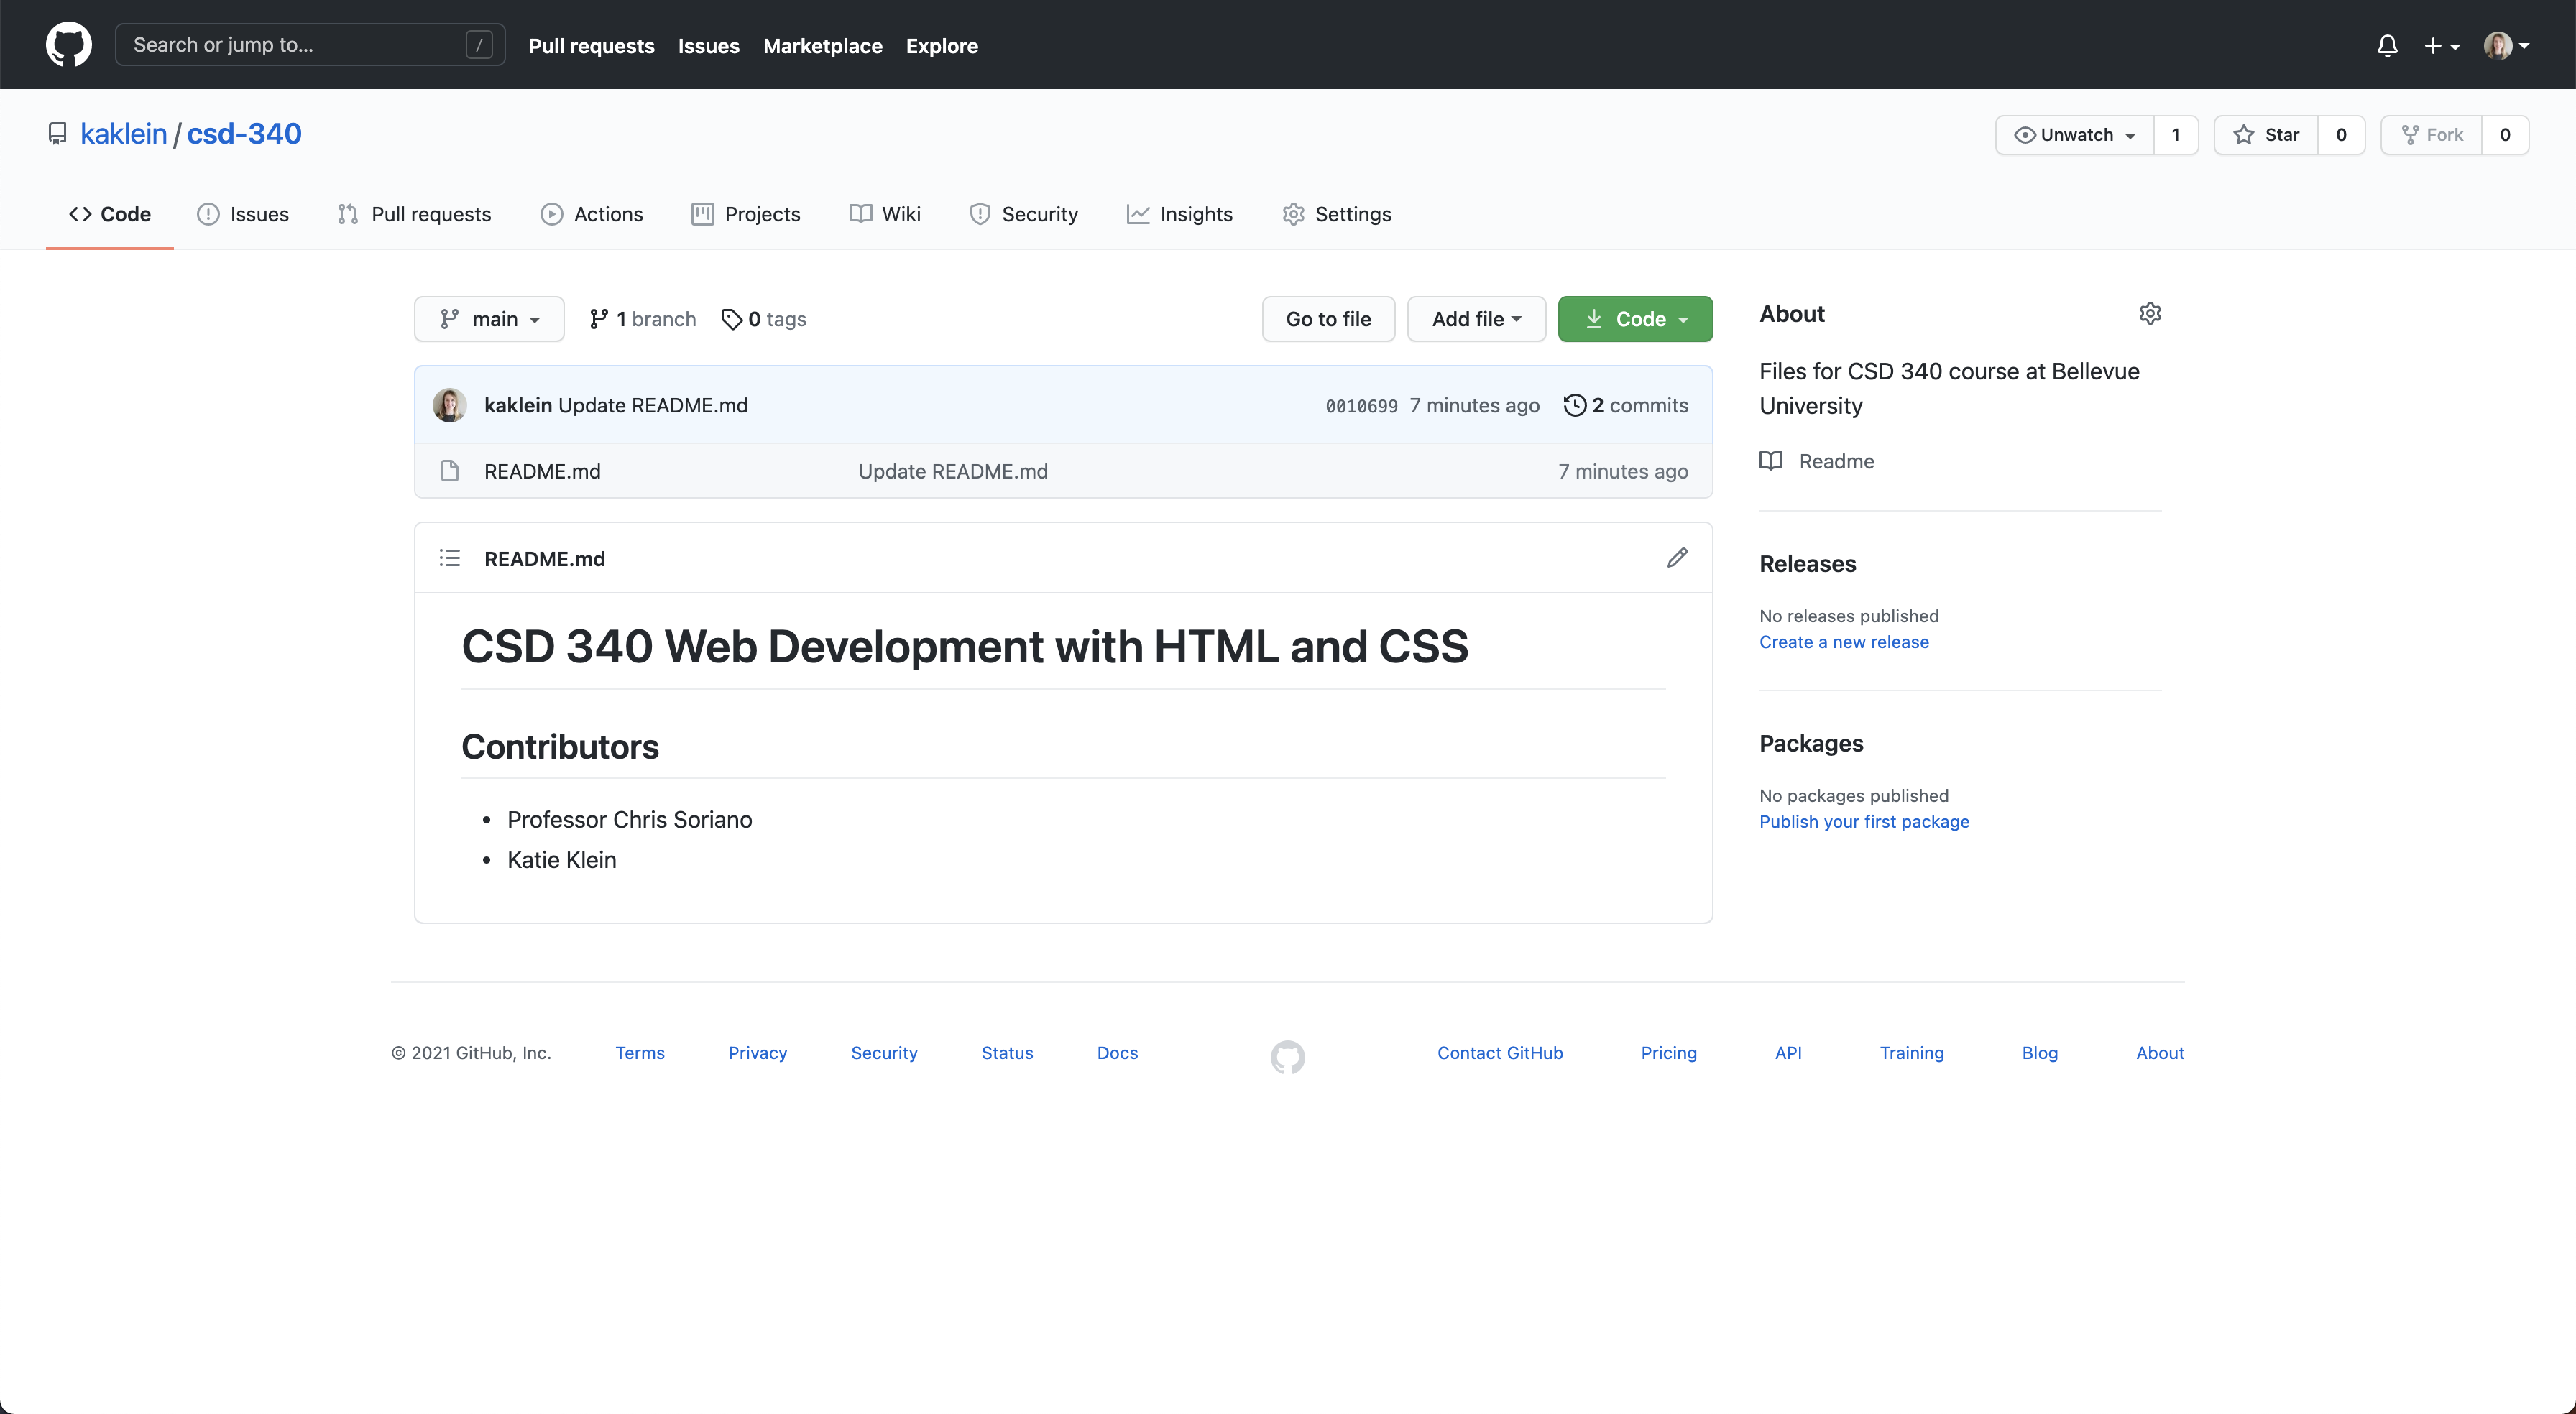 Search or jump to... /
Pull requests
Issues
Marketplace
Explore
kaklein / csd-340
Unwatch 1
Star 0
Fork 0
Code
Issues
Pull requests
Actions
Projects
Wiki
Security
Insights
Settings
main
1 branch
0 tags
Go to file
Add file
Code
kaklein Update README.md 0010699 7 minutes ago 2 commits
README.md Update README.md 7 minutes ago
README.md
CSD 340 Web Development with HTML and CSS
Contributors
• Professor Chris Soriano
• Katie Klein
About
Files for CSD 340 course at Bellevue
University
Readme
Releases
No releases published
Create a new release
Packages
No packages published
Publish your first package
© 2021 GitHub, Inc.
Terms
Privacy
Security
Status
Docs
Contact GitHub
Pricing
API
Training
Blog
About